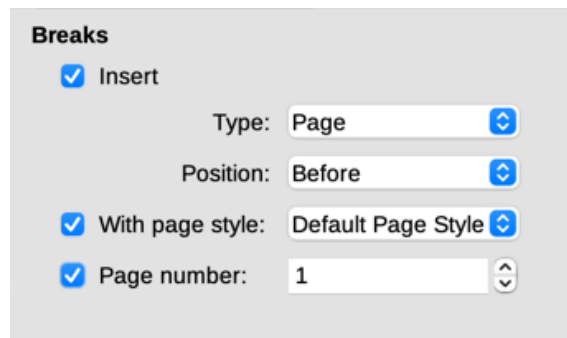 Breaks
Insert
Type: Page
Position: Before
With page style: Default Page Style
Page number: 1